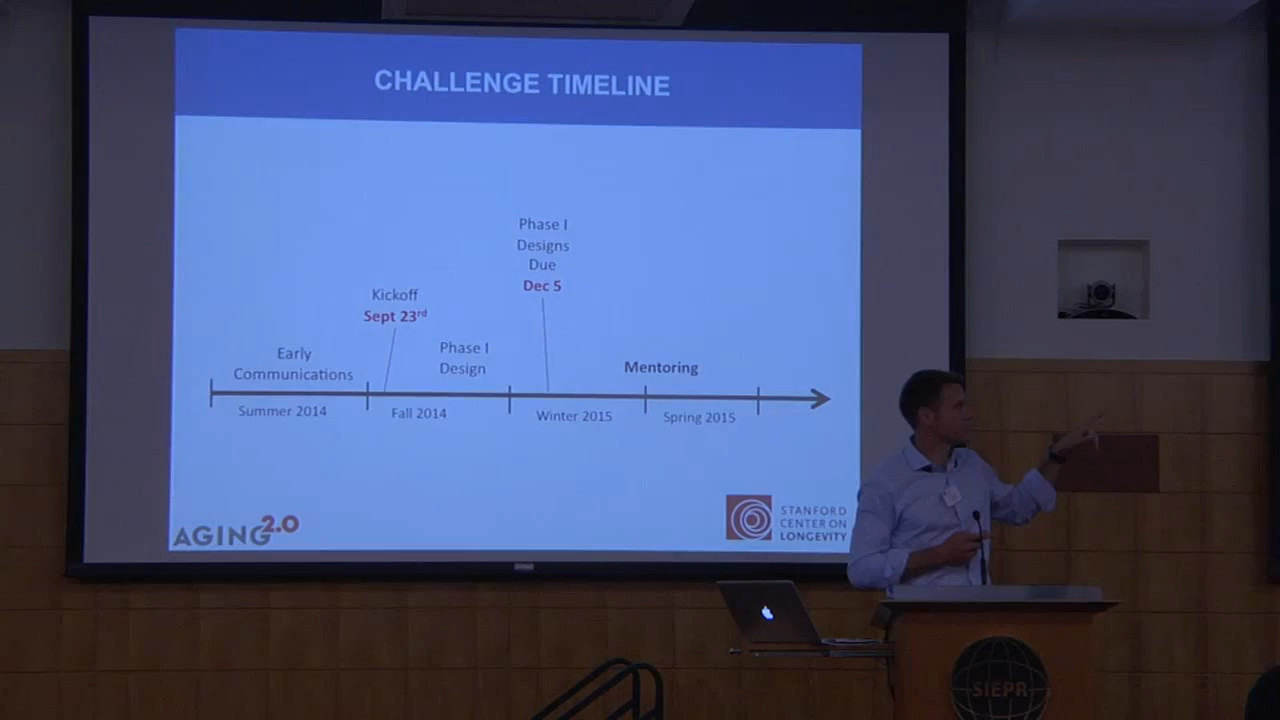 CHALLENGE TIMELINE
Phase I
Designs
Due
Dec 5
Kickoff
Sept 23rd
Early
Communications
Phase I
Design
Mentoring
Summer 2014
Fall 2014
Winter 2015
Spring 2015
AGING2.0
STANFORD
CENTER ON
LONGEVITY
SIEPR